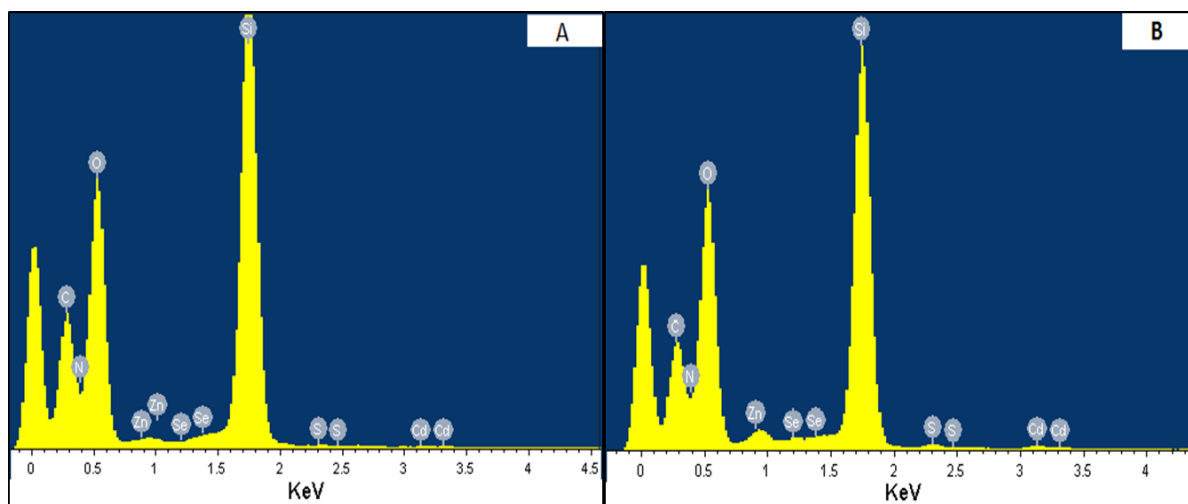 A
Si
O
C
N
Zn
Zn
Se
Se
S
S
Cd
Cd
0 0.5 1 1.5 2 2.5 3 3.5 4 4.5
KeV
B
Si
O
C
N
Zn
Se
Se
S
S
Cd
Cd
0 0.5 1 1.5 2 2.5 3 3.5 4
KeV